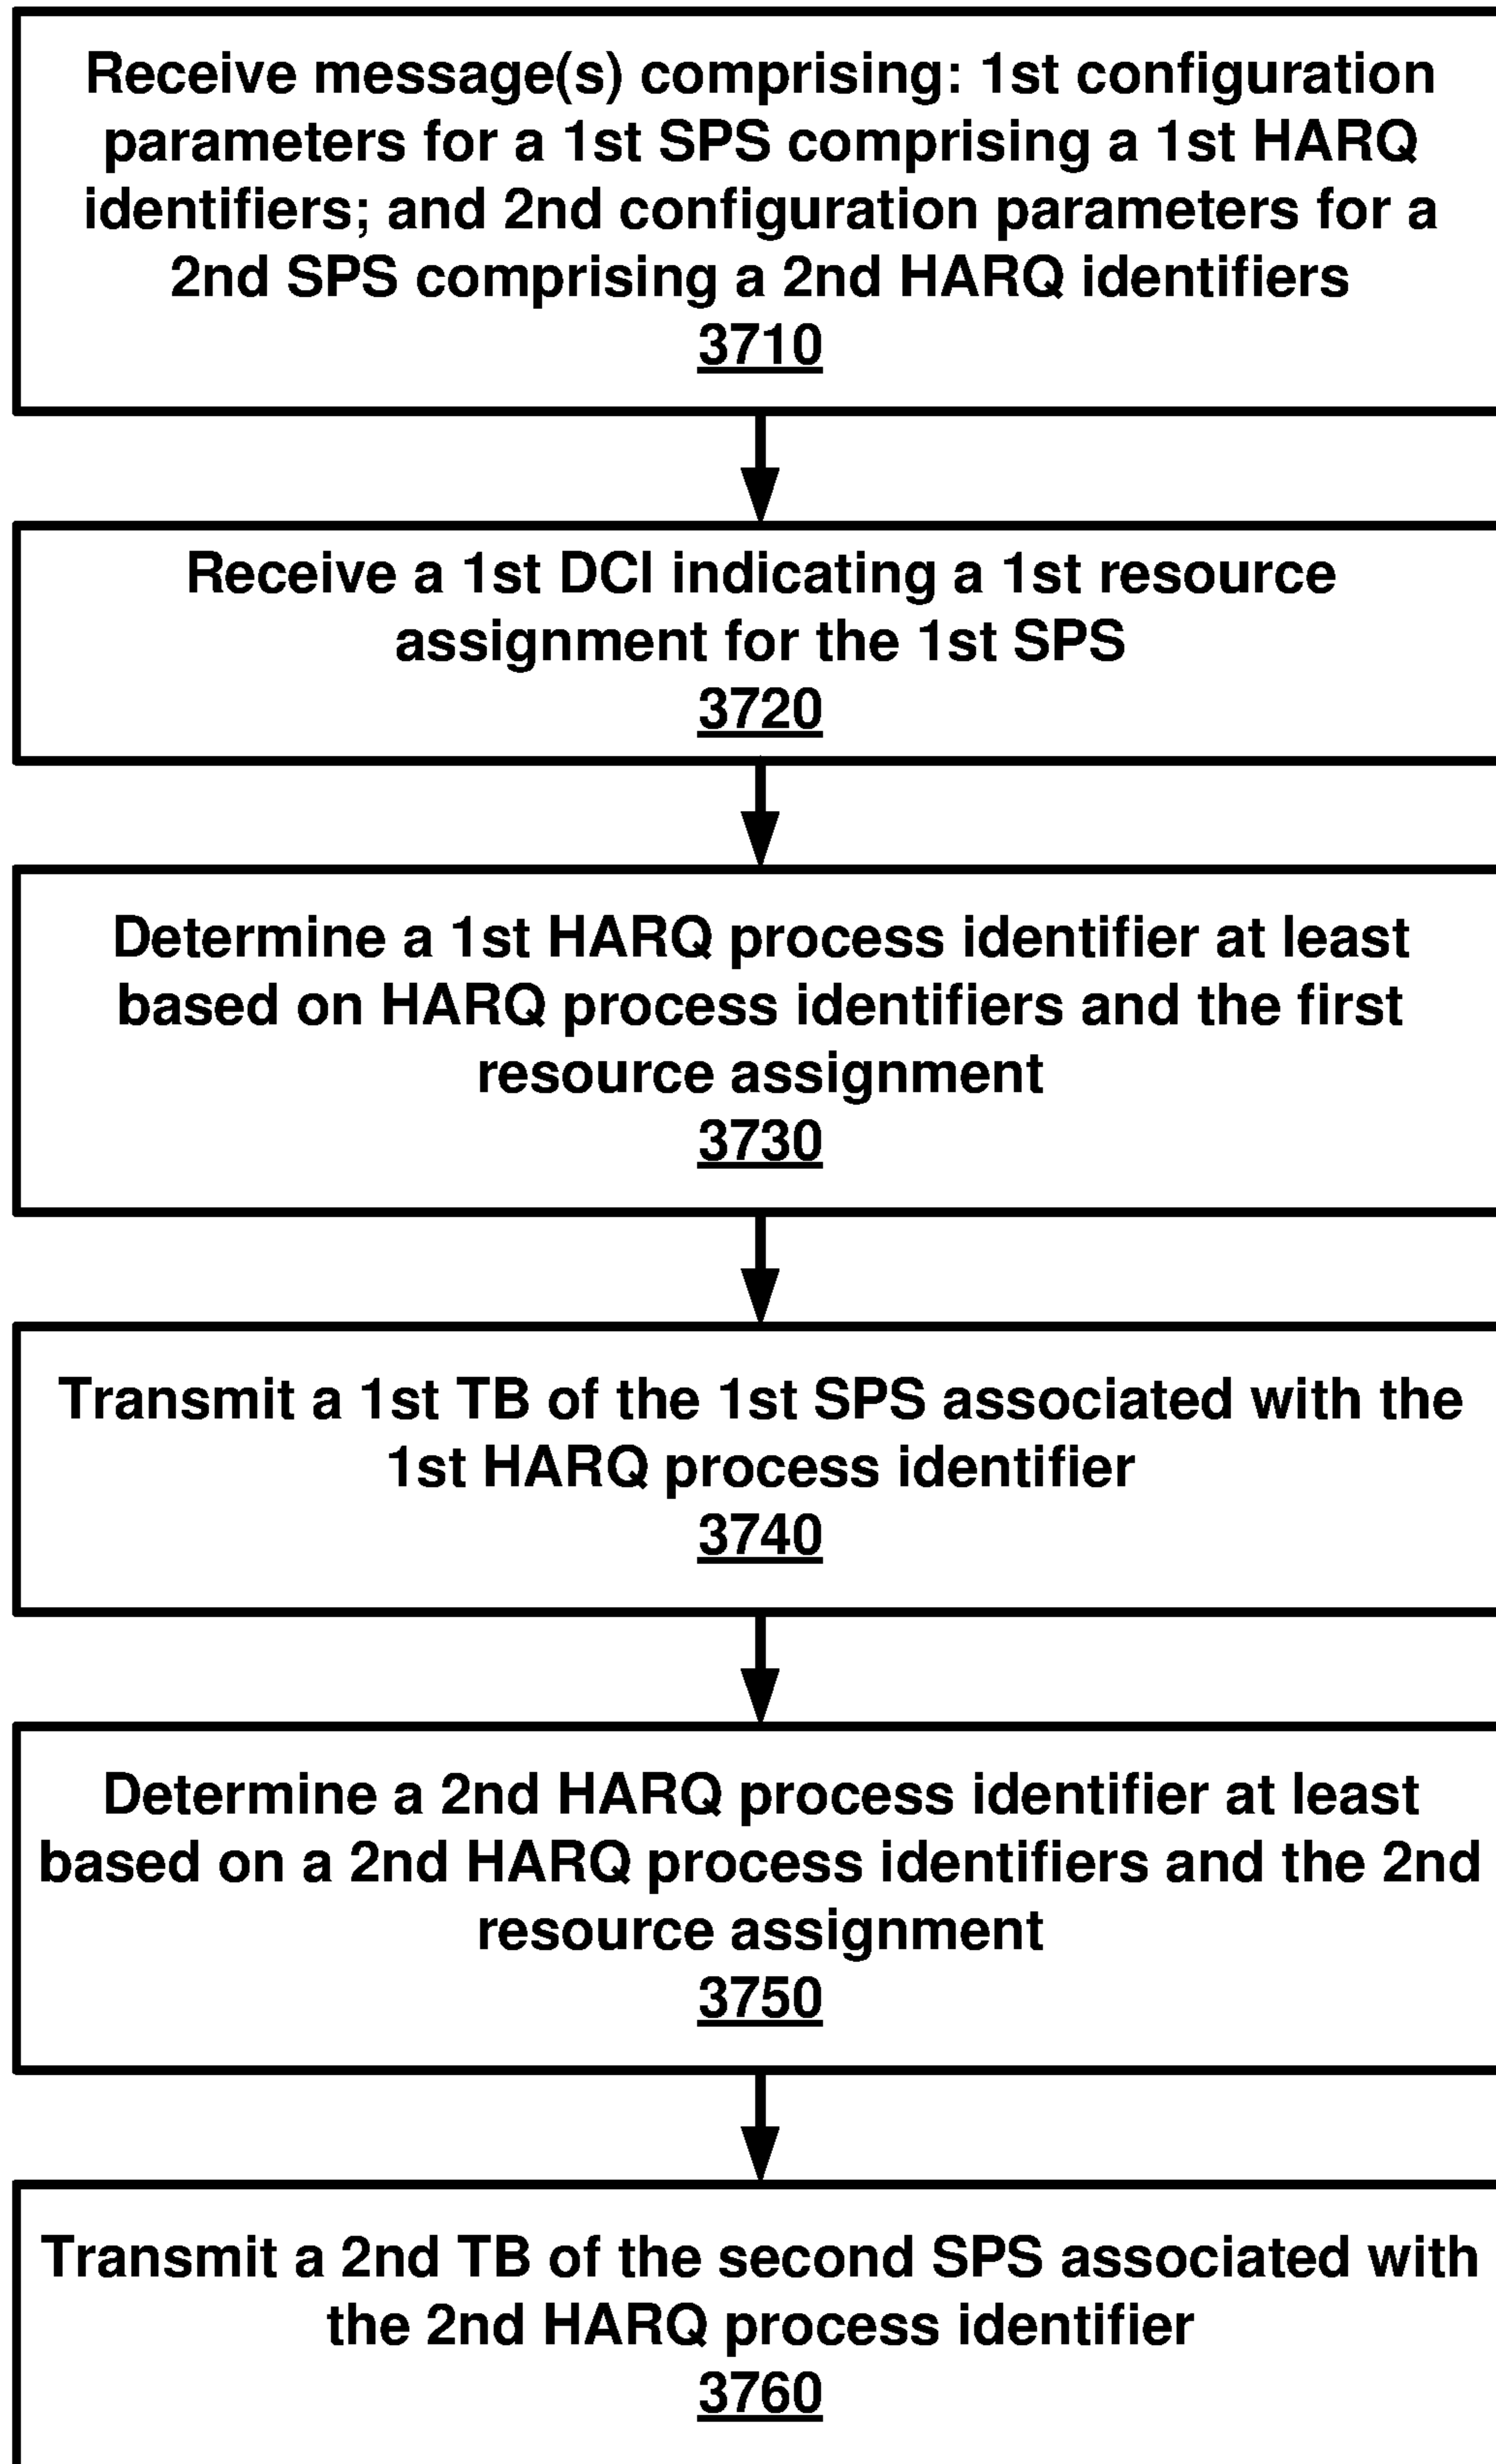 Receive message(s) comprising: 1st configuration
parameters for a 1st SPS comprising a 1st HARQ
identifiers; and 2nd configuration parameters for a
2nd SPS comprising a 2nd HARQ identifiers
3710
Receive a 1st DCI indicating a 1st resource
assignment for the 1st SPS
3720
Determine a 1st HARQ process identifier at least
based on HARQ process identifiers and the first
resource assignment
3730
Transmit a 1st TB of the 1st SPS associated with the
1st HARQ process identifier
3740
Determine a 2nd HARQ process identifier at least
based on a 2nd HARQ process identifiers and the 2nd
resource assignment
3750
Transmit a 2nd TB of the second SPS associated with
the 2nd HARQ process identifier
3760